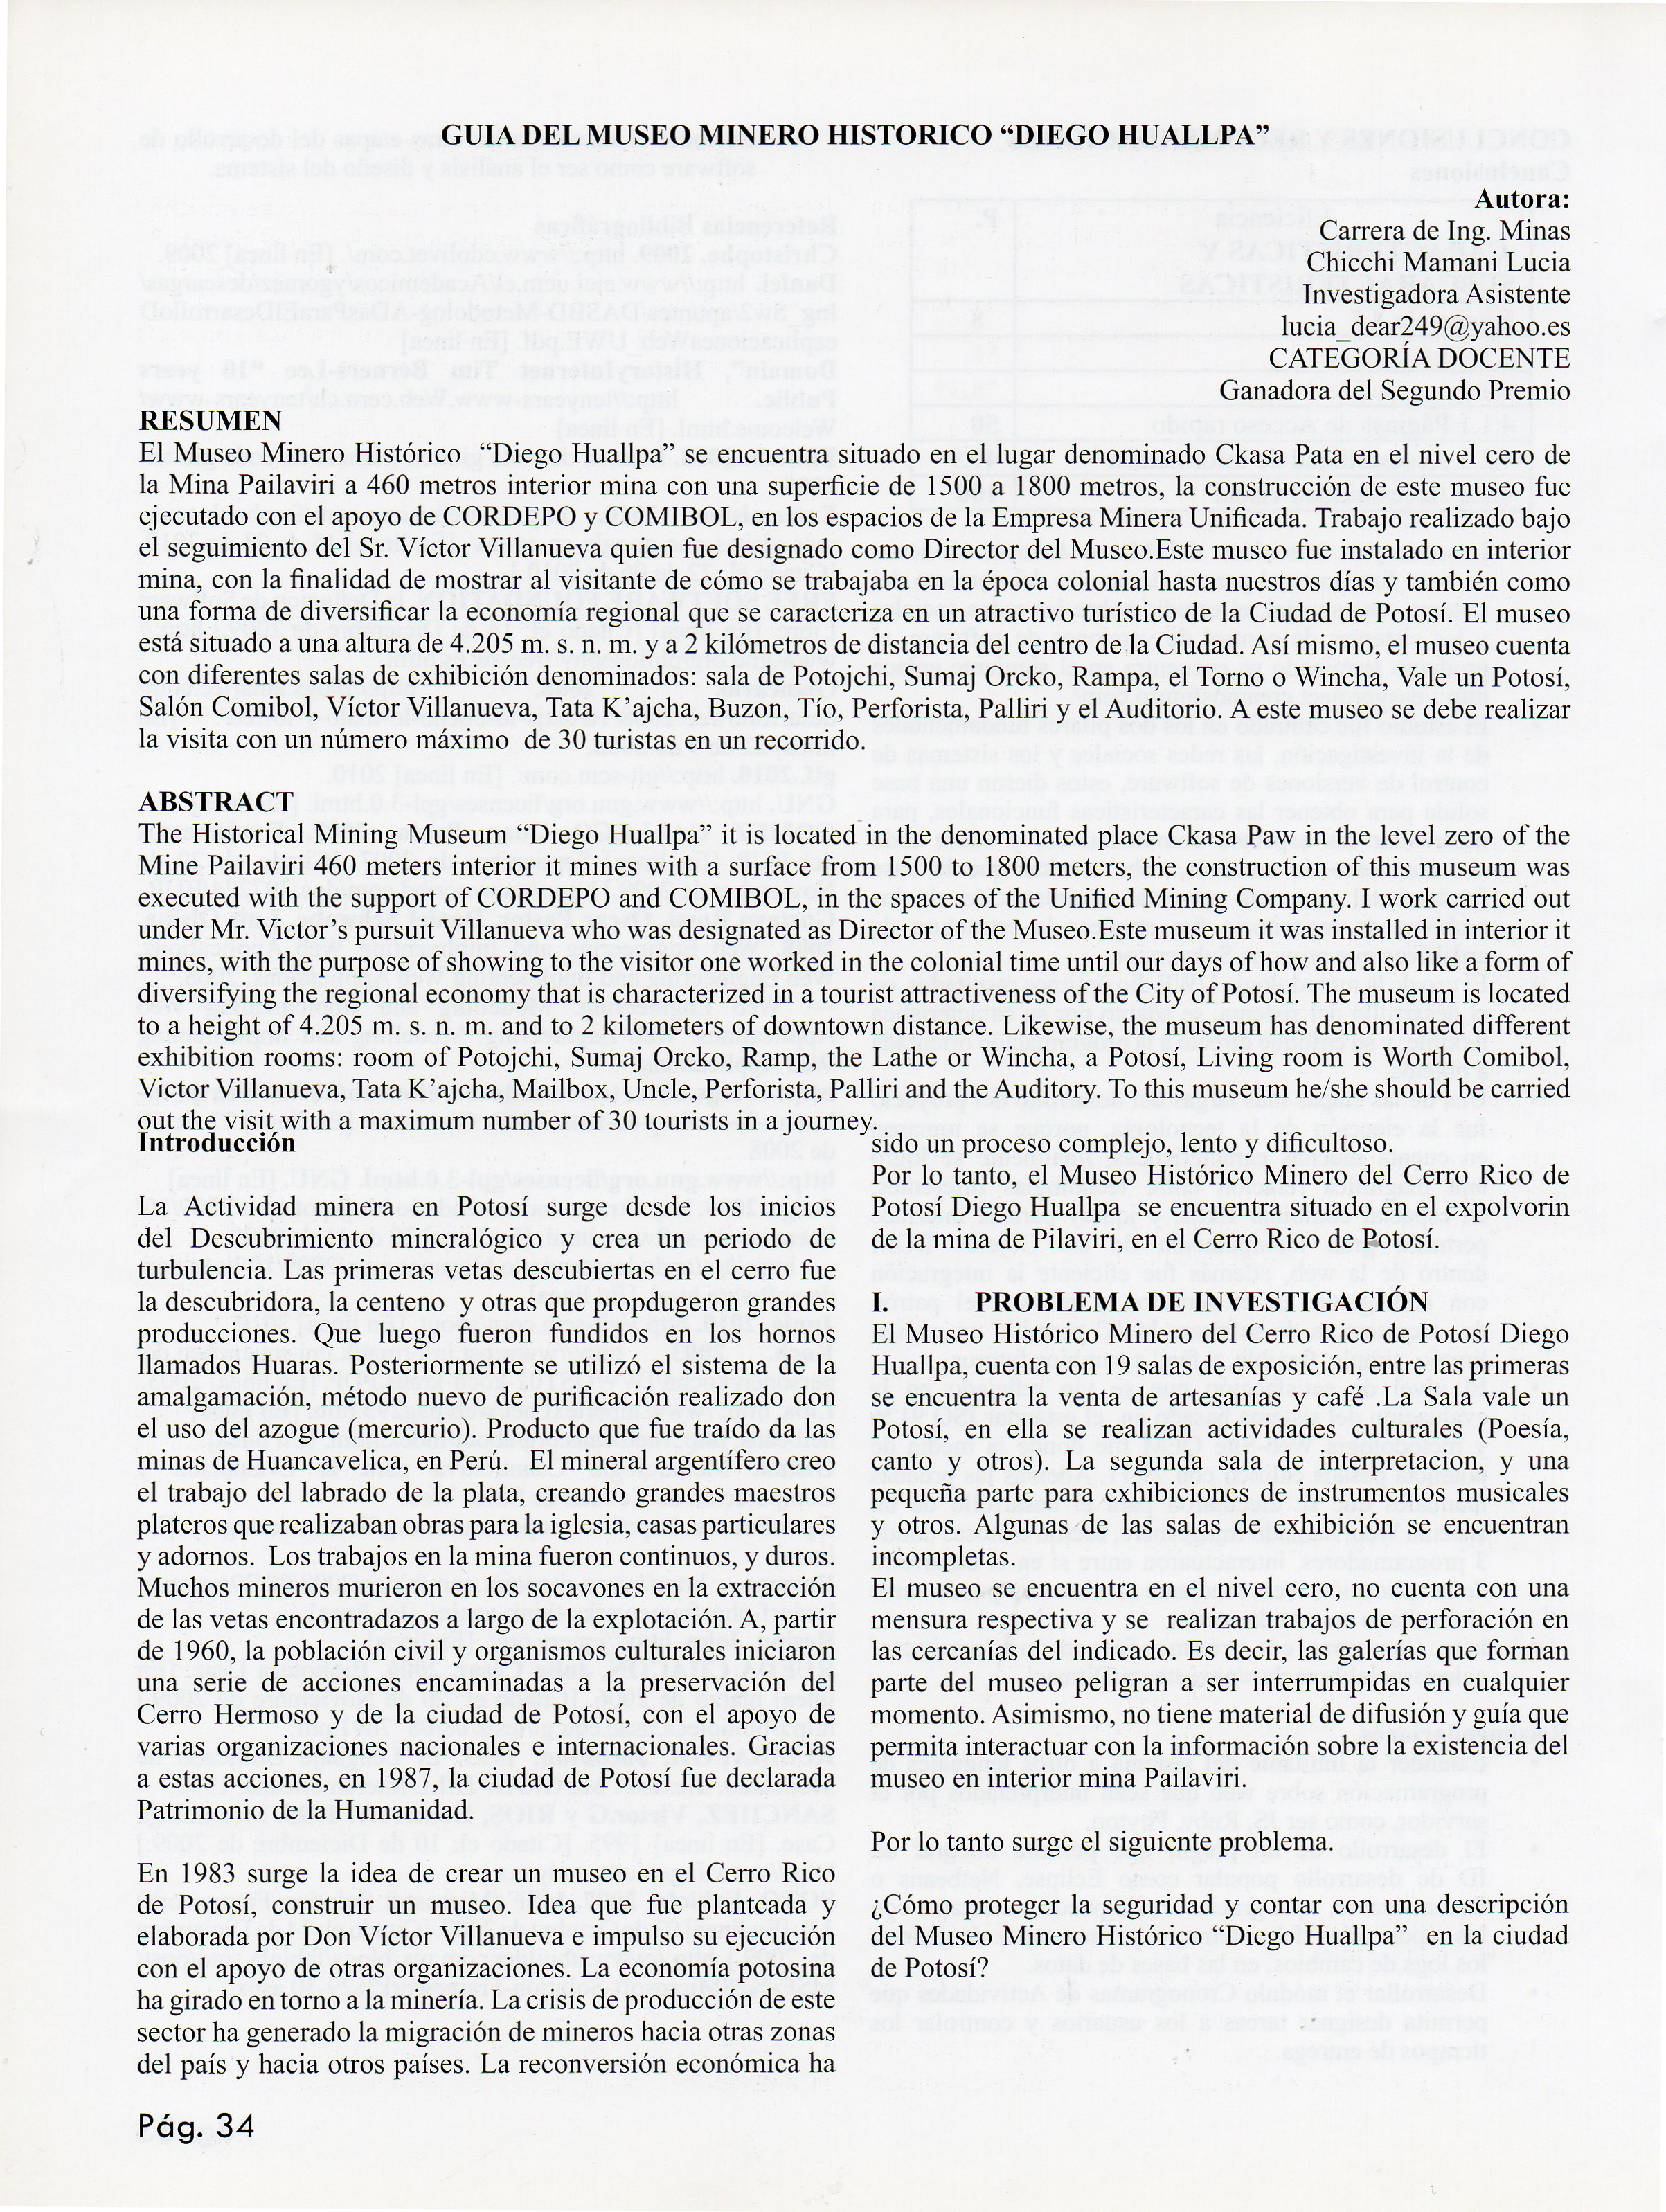 GUIA DEL MUSEO MINERO HISTORICO “DIEGO HUALLPA”
Autora:
Carrera de Ing. Minas
Chicchi Mamani Lucia
Investigadora Asistente
lucia_dear249@yahoo.es
CATEGORÍA DOCENTE
Ganadora del Segundo Premio
RESUMEN
El Museo Minero Histórico “Diego Huallpa” se encuentra situado en el lugar denominado Ckasa Pata en el nivel cero de
la Mina Pailaviri a 460 metros interior mina con una superficie de 1500 a 1800 metros, la construcción de este museo fue
ejecutado con el apoyo de CORDEPO y COMIBOL, en los espacios de la Empresa Minera Unificada. Trabajo realizado bajo
el seguimiento del Sr. Víctor Villanueva quien fue designado como Director del Museo.Este museo fue instalado en interior
mina, con la finalidad de mostrar al visitante de cómo se trabajaba en la época colonial hasta nuestros días y también como
una forma de diversificar la economía regional que se caracteriza en un atractivo turístico de la Ciudad de Potosí. El museo
está situado a una altura de 4.205 m. s. n. m. y a 2 kilómetros de distancia del centro de la Ciudad. Así mismo, el museo cuenta
con diferentes salas de exhibición denominados: sala de Potojchi, Sumaj Orcko, Rampa, el Torno o Wincha, Vale un Potosí,
Salón Comibol, Víctor Villanueva, Tata K’ajcha, Buzon, Tío, Perforista, Palliri y el Auditorio. A este museo se debe realizar
la visita con un número máximo de 30 turistas en un recorrido.
ABSTRACT
The Historical Mining Museum “Diego Huallpa” it is located in the denominated place Ckasa Paw in the level zero of the
Mine Pailaviri 460 meters interior it mines with a surface from 1500 to 1800 meters, the construction of this museum was
executed with the support of CORDEPO and COMIBOL, in the spaces of the Unified Mining Company. I work carried out
under Mr. Victor’s pursuit Villanueva who was designated as Director of the Museo.Este museum it was installed in interior it
mines, with the purpose of showing to the visitor one worked in the colonial time until our days of how and also like a form of
diversifying the regional economy that is characterized in a tourist attractiveness of the City of Potosí. The museum is located
to a height of 4.205 m. s. n. m. and to 2 kilometers of downtown distance. Likewise, the museum has denominated different
exhibition rooms: room of Potojchi, Sumaj Orcko, Ramp, the Lathe or Wincha, a Potosí, Living room is Worth Comibol,
Victor Villanueva, Tata K’ajcha, Mailbox, Uncle, Perforista, Palliri and the Auditory. To this museum he/she should be carried
out the visit with a maximum number of 30 tourists in a journey.
Introducción
La Actividad minera en Potosí surge desde los inicios
del Descubrimiento mineralógico y crea un periodo de
turbulencia. Las primeras vetas descubiertas en el cerro fue
la descubridora, la centeno y otras que propdugeron grandes
producciones. Que luego fueron fundidos en los hornos
llamados Huaras. Posteriormente se utilizó el sistema de la
amalgamación, método nuevo de purificación realizado don
el uso del azogue (mercurio). Producto que fue traído da las
minas de Huancavelica, en Perú. El mineral argentífero creo
el trabajo del labrado de la plata, creando grandes maestros
plateros que realizaban obras para la iglesia, casas particulares
y adornos. Los trabajos en la mina fueron continuos, y duros.
Muchos mineros murieron en los socavones en la extracción
de las vetas encontradazos a largo de la explotación. A, partir
de 1960, la población civil y organismos culturales iniciaron
una serie de acciones encaminadas a la preservación del
Cerro Hermoso y de la ciudad de Potosí, con el apoyo de
varias organizaciones nacionales e internacionales. Gracias
a estas acciones, en 1987, la ciudad de Potosí fue declarada
Patrimonio de la Humanidad.
En 1983 surge la idea de crear un museo en el Cerro Rico
de Potosí, construir un museo. Idea que fue planteada y
elaborada por Don Víctor Villanueva e impulso su ejecución
con el apoyo de otras organizaciones. La economía potosina
ha girado en torno a la minería. La crisis de producción de este
sector ha generado la migración de mineros hacia otras zonas
del país y hacia otros países. La reconversión económica ha
sido un proceso complejo, lento y dificultoso.
Por lo tanto, el Museo Histórico Minero del Cerro Rico de
Potosí Diego Huallpa se encuentra situado en el expolvorin
de la mina de Pilaviri, en el Cerro Rico de Potosí.
I. PROBLEMA DE INVESTIGACIÓN
El Museo Histórico Minero del Cerro Rico de Potosí Diego
Huallpa, cuenta con 19 salas de exposición, entre las primeras
se encuentra la venta de artesanías y café .La Sala vale un
Potosí, en ella se realizan actividades culturales (Poesía,
canto y otros). La segunda sala de interpretación, y una
pequeña parte para exhibiciones de instrumentos musicales
y otros. Algunas de las salas de exhibición se encuentran
incompletas.
El museo se encuentra en el nivel cero, no cuenta con una
mensura respectiva y se realizan trabajos de perforación en
las cercanías del indicado. Es decir, las galerías que forman
parte del museo peligran a ser interrumpidas en cualquier
momento. Asimismo, no tiene material de difusión y guía que
permita interactuar con la información sobre la existencia del
museo en interior mina Pailaviri.
Por lo tanto surge el siguiente problema.
¿Cómo proteger la seguridad y contar con una descripción
del Museo Minero Histórico “Diego Huallpa” en la ciudad
de Potosí?
Pág. 34